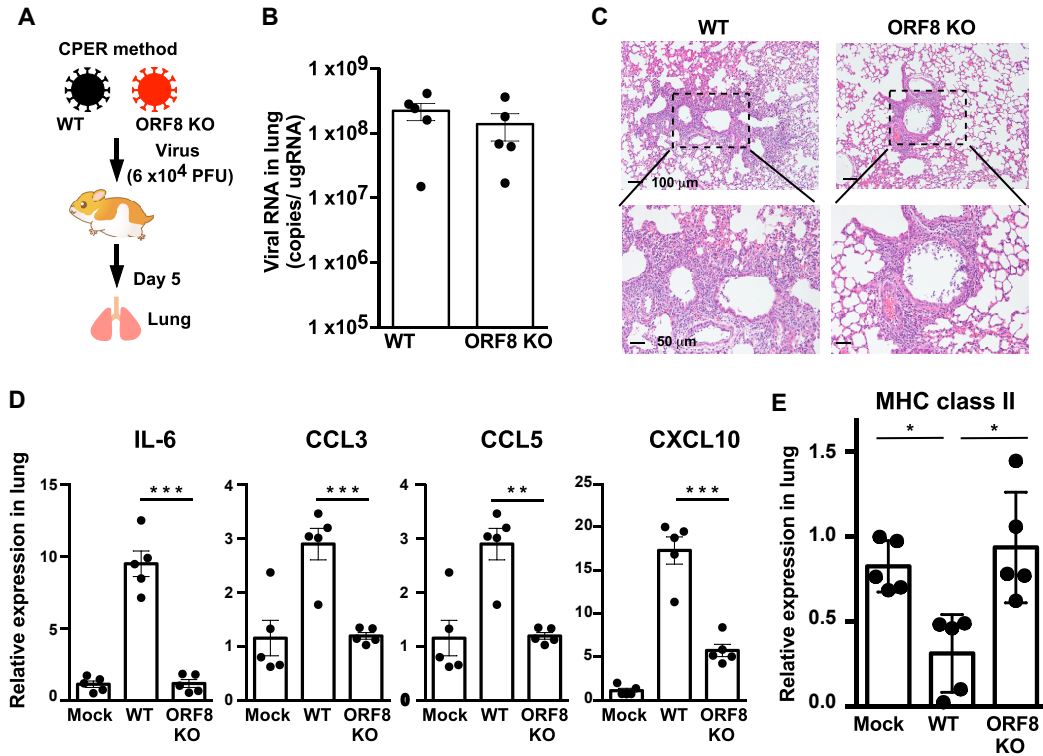 A
CPER method
WT
ORF8 KO
Virus
(6 x10^4 PFU)
Day 5
Lung
B
Viral RNA in lung
(copies/ ugRNA)
1 x10^9
1 x10^8
1 x10^7
1 x10^6
1 x10^5
WT
ORF8 KO
C
WT
ORF8 KO
100 μm
50 μm
D
Relative expression in lung
IL-6
***
15
10
5
0
Mock
WT
ORF8
KO
CCL3
***
4
3
2
1
0
Mock
WT
ORF8
KO
CCL5
**
4
3
2
1
0
0
Mock
WT
ORF8
KO
CXCL10
***
25
20
15
10
5
0
Mock
WT
ORF8
KO
E
MHC class II
* *
Relative expression in lung
1.5
1.0
0.5
0.0
Mock
WT
ORF8
KO